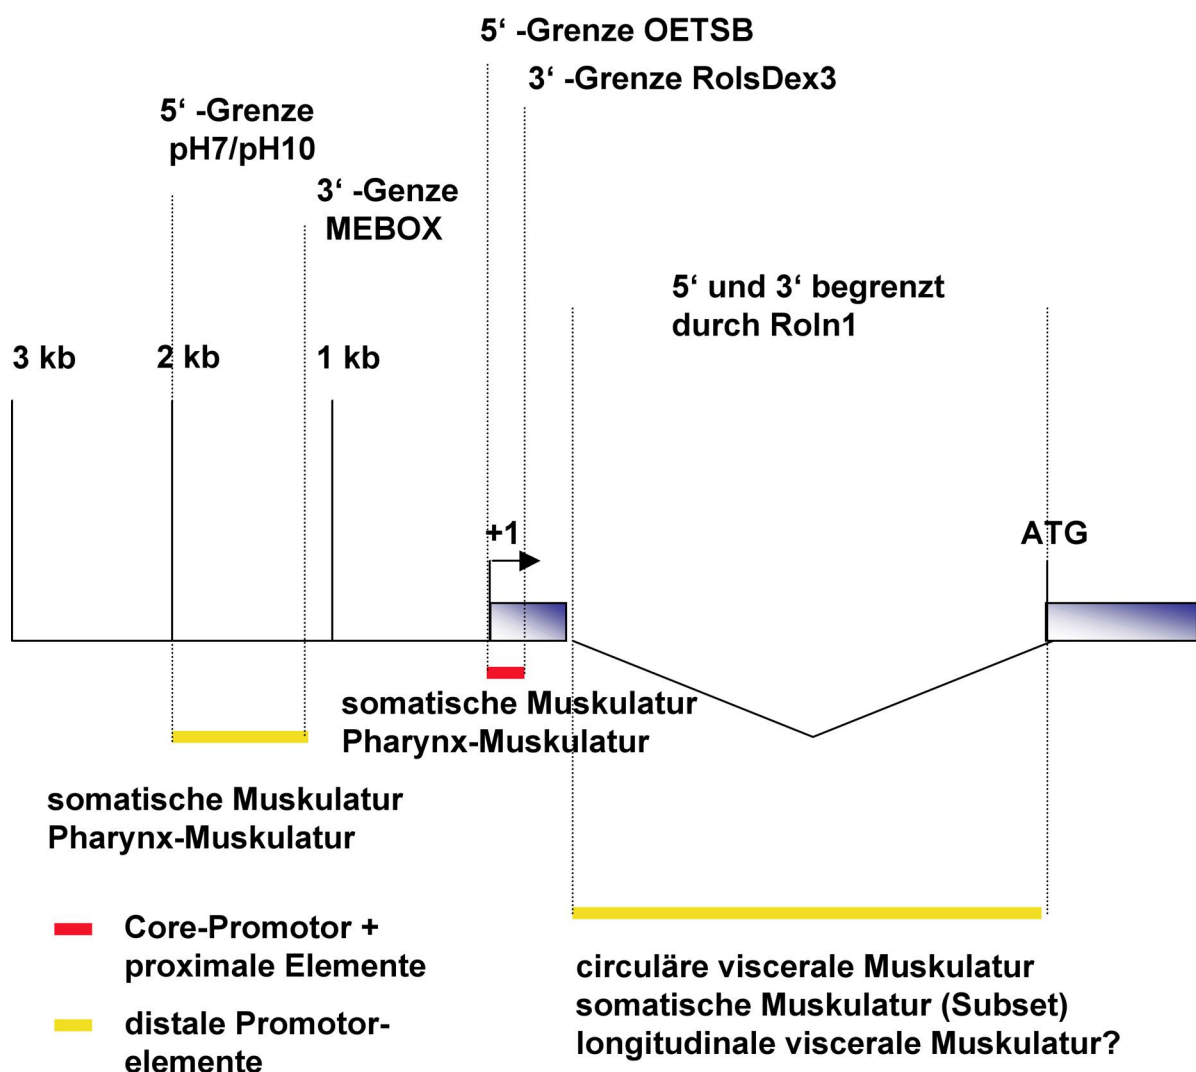 5‘ -Grenze OETSB
3‘ -Grenze RolsDex3
5‘ -Grenze
pH7/pH10
3‘ -Genze
MEBOX
5‘ und 3‘ begrenzt
durch RoIn1
3 kb
2 kb
1 kb
+1
ATG
somatische Muskulatur
Pharynx-Muskulatur
somatische Muskulatur
Pharynx-Muskulatur
Core-Promotor +
proximale Elemente
distale Promotor-
elemente
circuläre viscerale Muskulatur
somatische Muskulatur (Subset)
longitudinale viscerale Muskulatur?